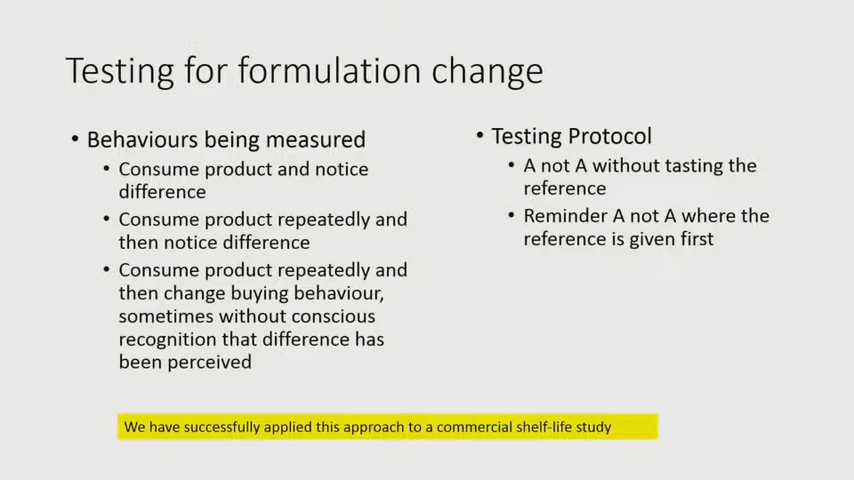 Testing for formulation change
• Behaviours being measured
• Consume product and notice
difference
• Consume product repeatedly and
then notice difference
• Consume product repeatedly and
then change buying behaviour,
sometimes without conscious
recognition that difference has
been perceived
• Testing Protocol
• A not A without tasting the
reference
• Reminder A not A where the
reference is given first
We have successfully applied this approach to a commercial shelf-life study